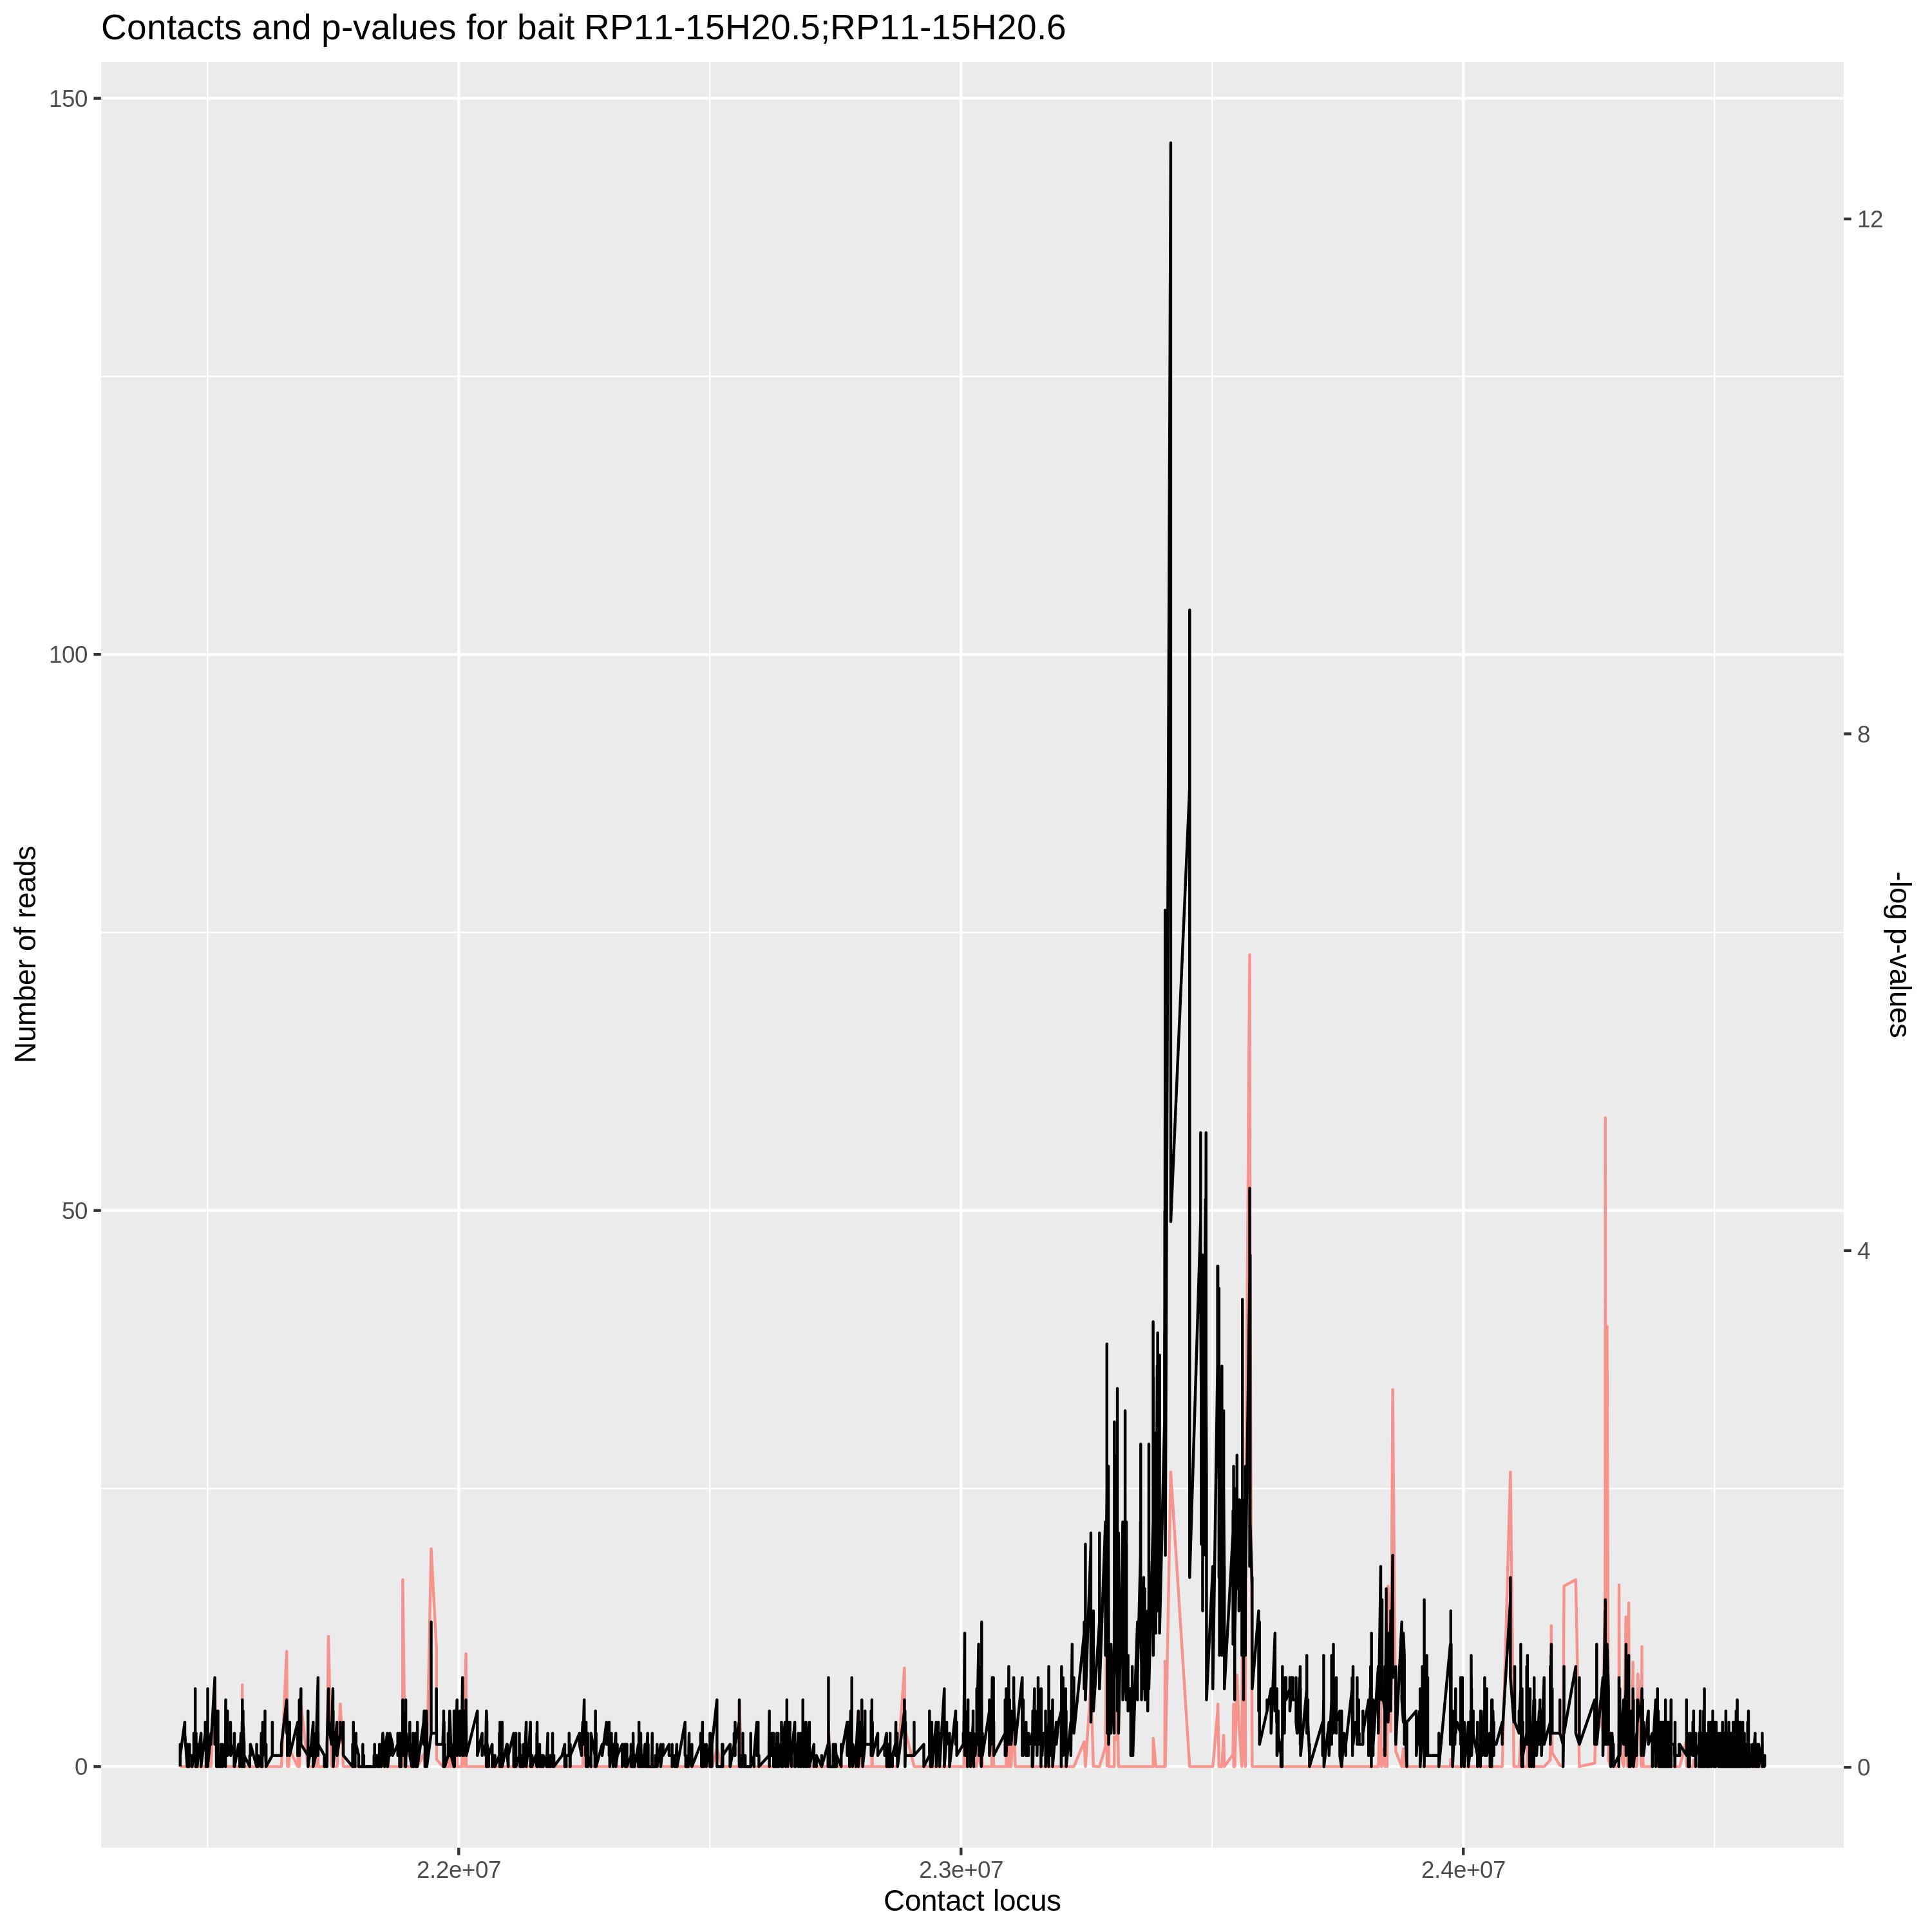 Contacts and p-values for bait RP11-15H20.5;RP11-15H20.6
150
100
50
0
Number of reads
12
8
4
0
-log p-values
2.2e+07 2.3e+07 2.4e+07
Contact locus